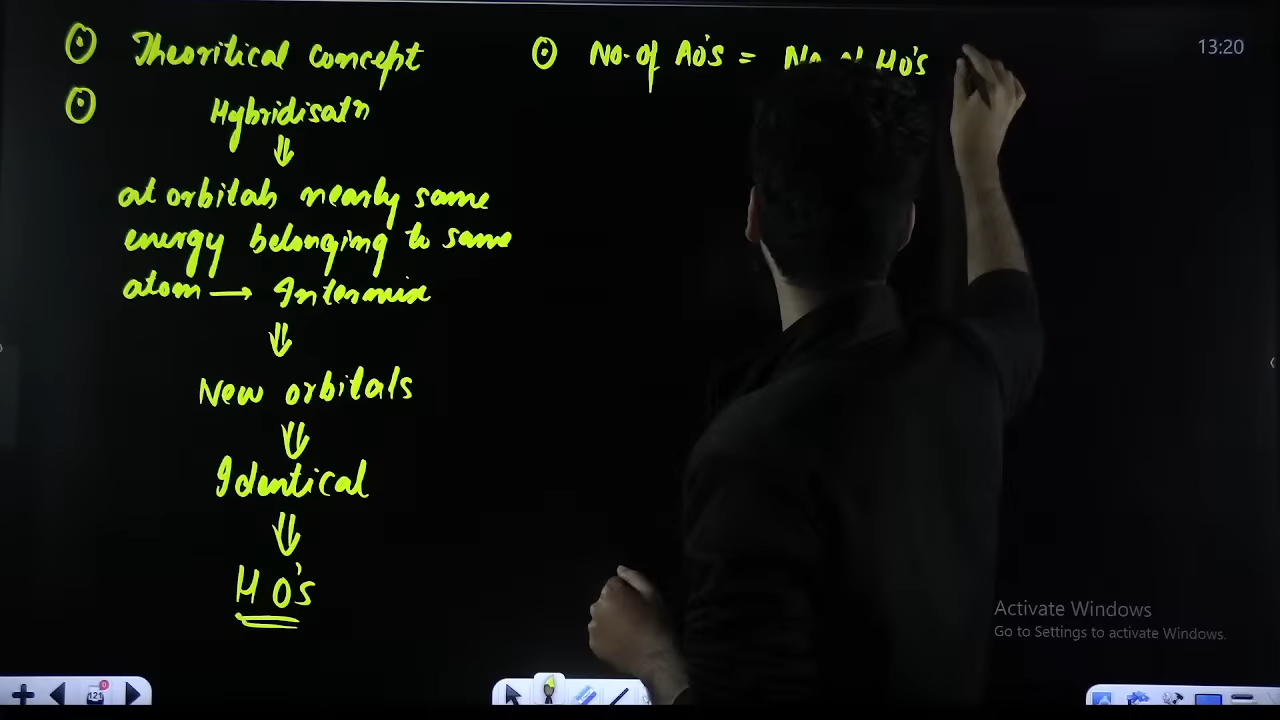 Theoritical concept
Hybridisatn
at orbitals nearly same
energy belonging to same
atom → Intermix
New orbitals
Identical
HO's
No. of AO's = No. of HO's
13:20
Activate Windows
Go to Settings to activate Windows.
121